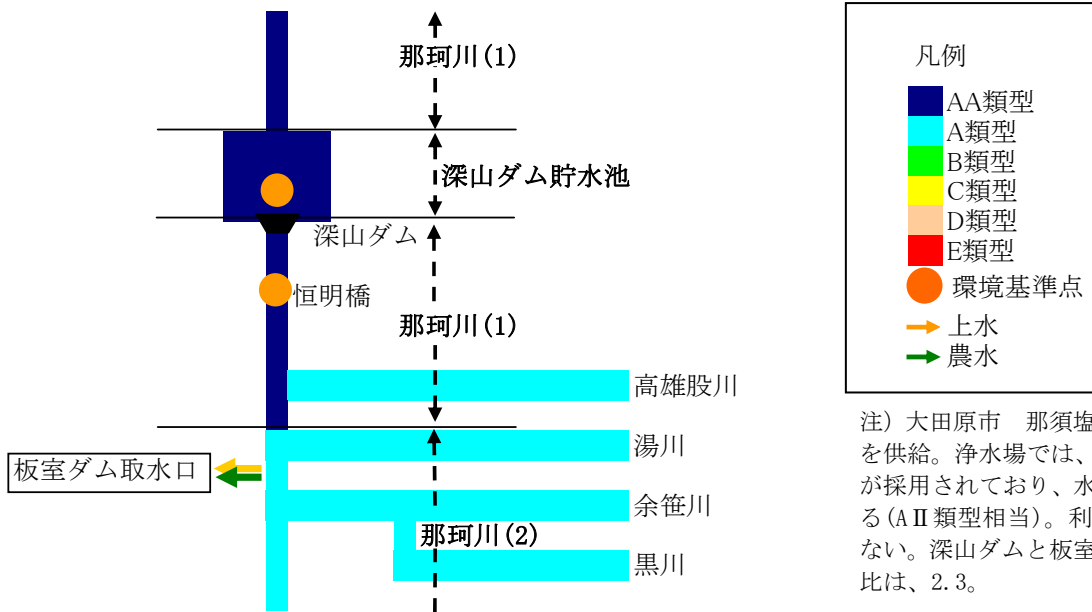 那珂川(1)
深山ダム貯水池
深山ダム
恒明橋
那珂川(1)
高雄股川
湯川
板室ダム取水口
余笹川
那珂川(2)
黒川
凡例
AA類型
A類型
B類型
C類型
D類型
E類型
環境基準点
上水
農水
注) 大田原市 那須塩
を供給。浄水場では、
が採用されており、水
る(AⅡ類型相当)。利
ない。深山ダムと板室
比は、2.3。